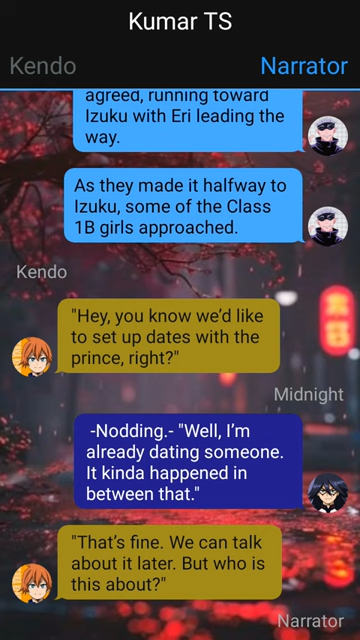 Kumar TS
Kendo
Narrator
agreed, running toward
Izuku with Eri leading the
way.
As they made it halfway to
Izuku, some of the Class
1B girls approached.
Kendo
"Hey, you know we’d like
to set up dates with the
prince, right?"
Midnight
-Nodding.- "Well, I’m
already dating someone.
It kinda happened in
between that."
"That’s fine. We can talk
about it later. But who is
this about?"
Narrator